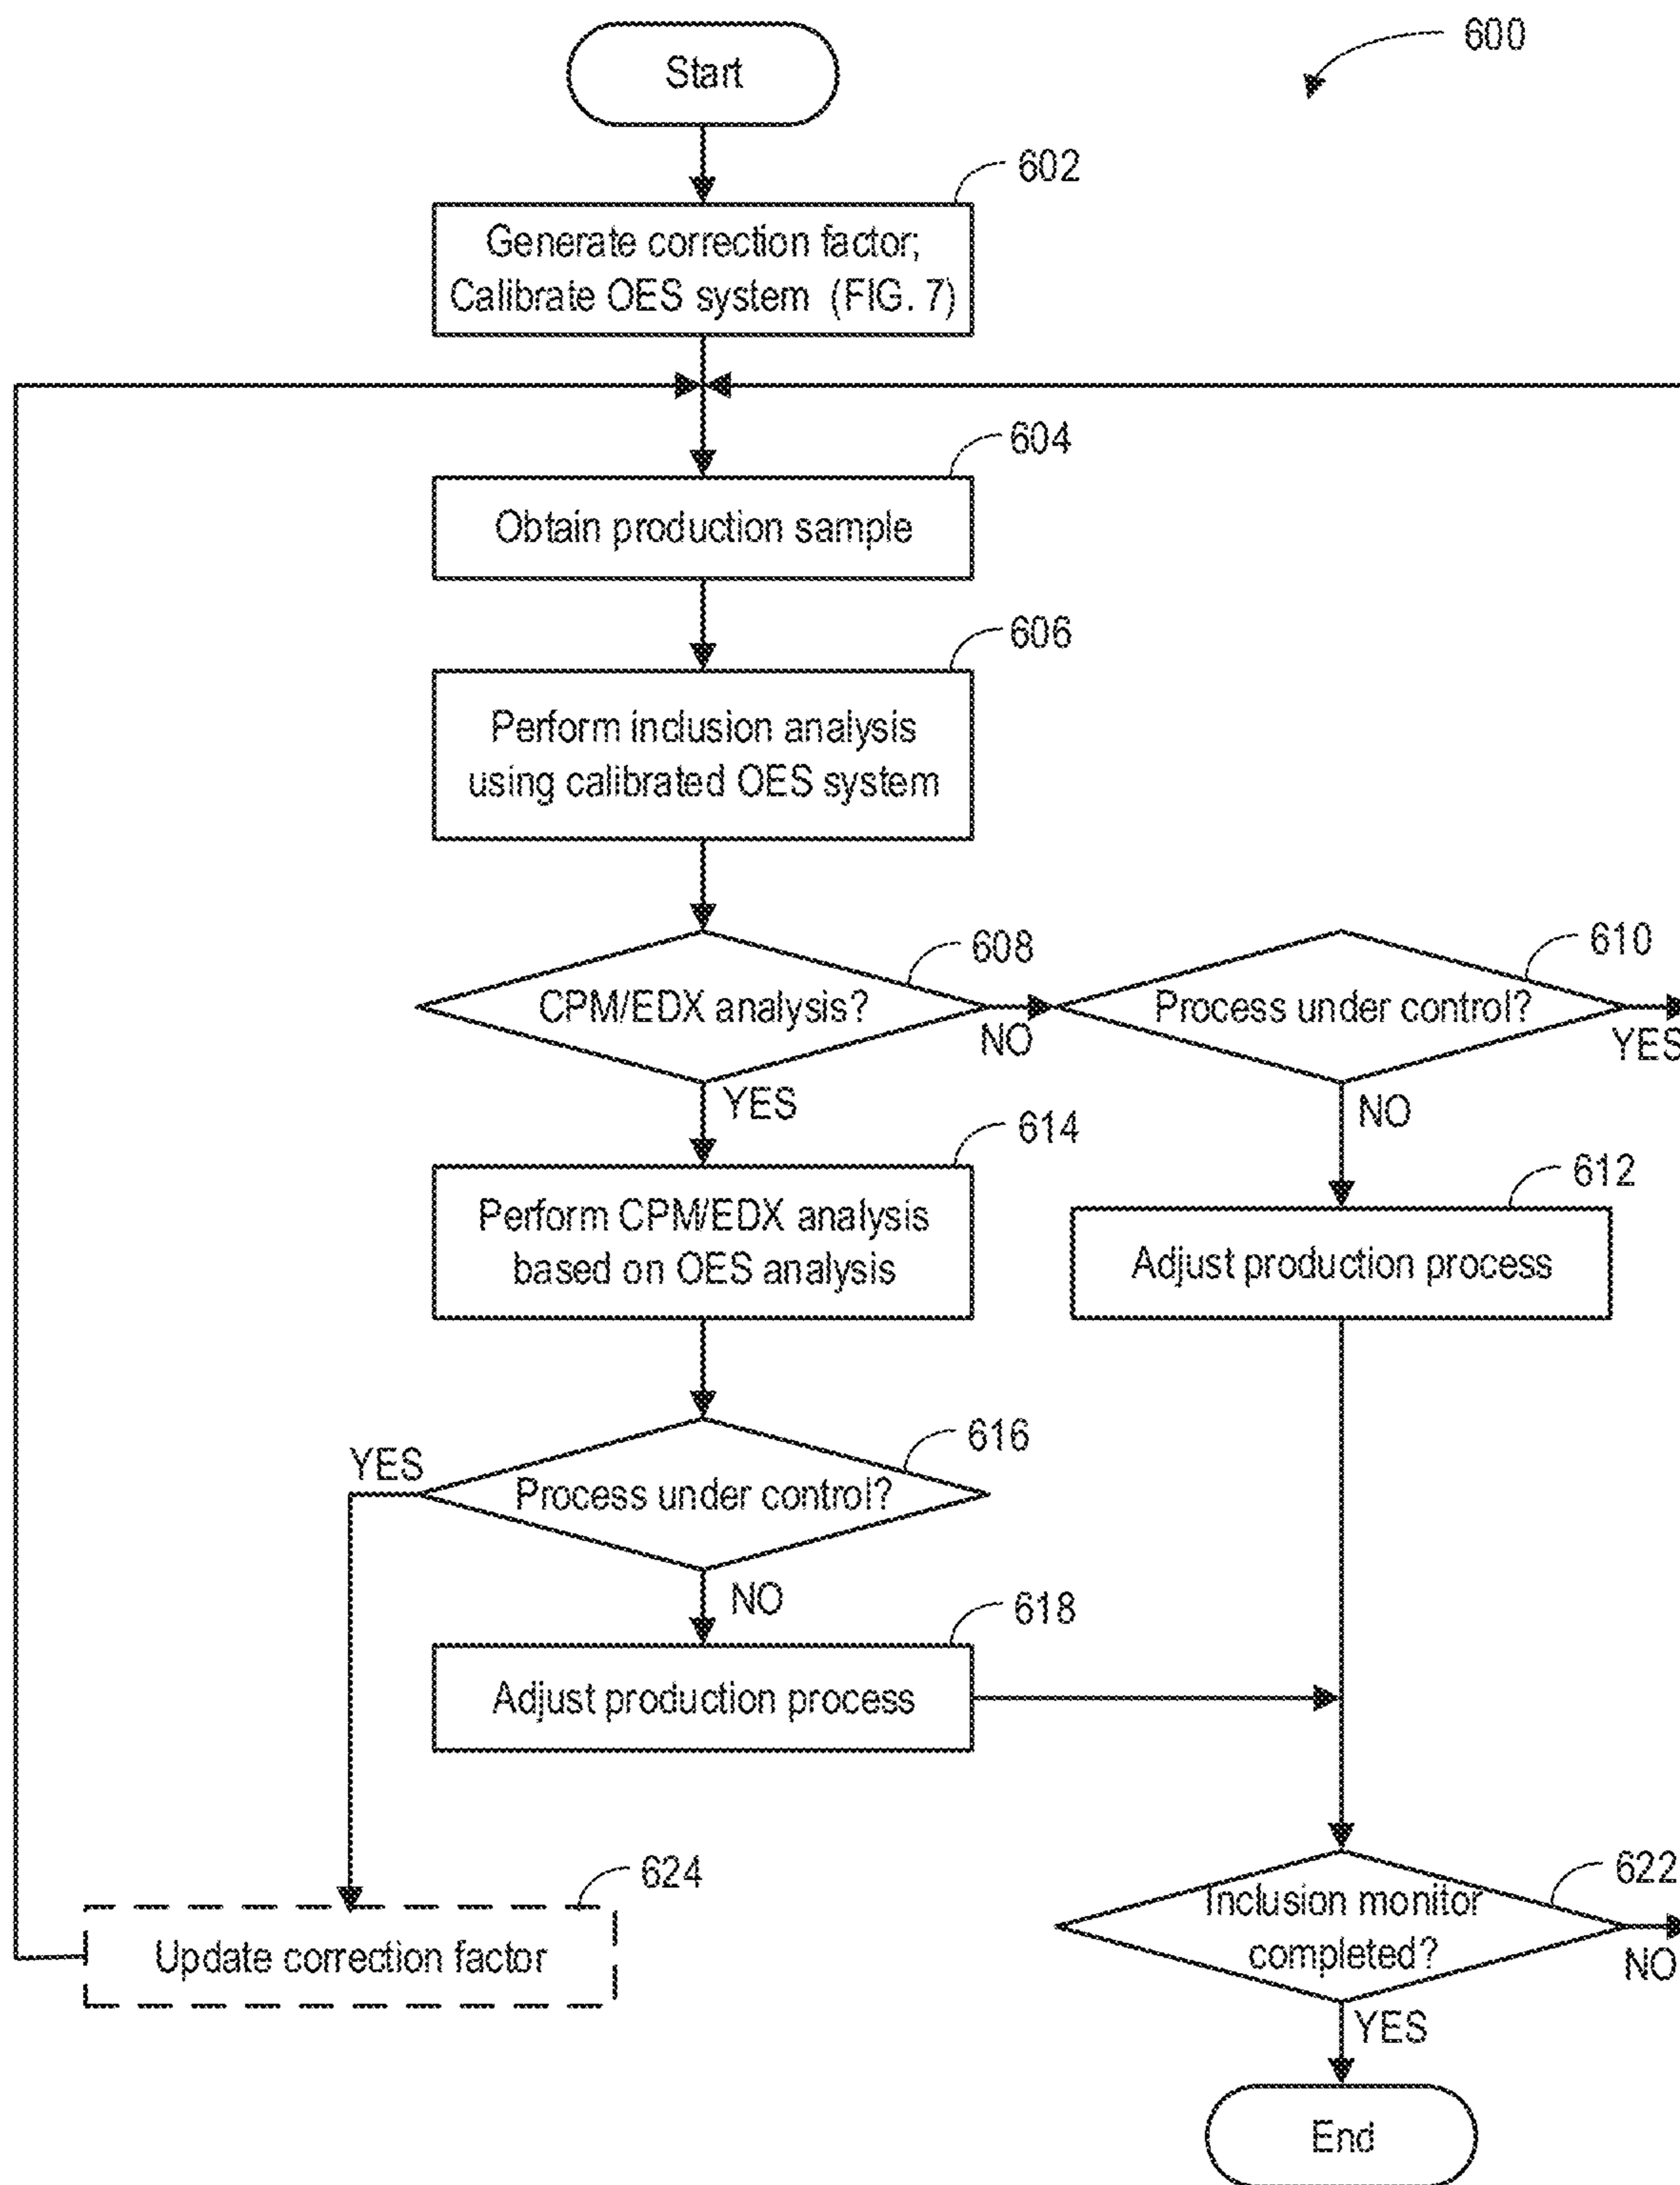 600
Start
602
Generate correction factor;
Calibrate OES system (FIG. 7)
604
Obtain production sample
606
Perform inclusion analysis
using calibrated OES system
608
CPM/EDX analysis?
NO
YES
610
Process under control?
YES
NO
614
Perform CPM/EDX analysis
based on OES analysis
612
Adjust production process
616
Process under control?
YES
NO
618
Adjust production process
624
Update correction factor
622
Inclusion monitor
completed?
NO
YES
End